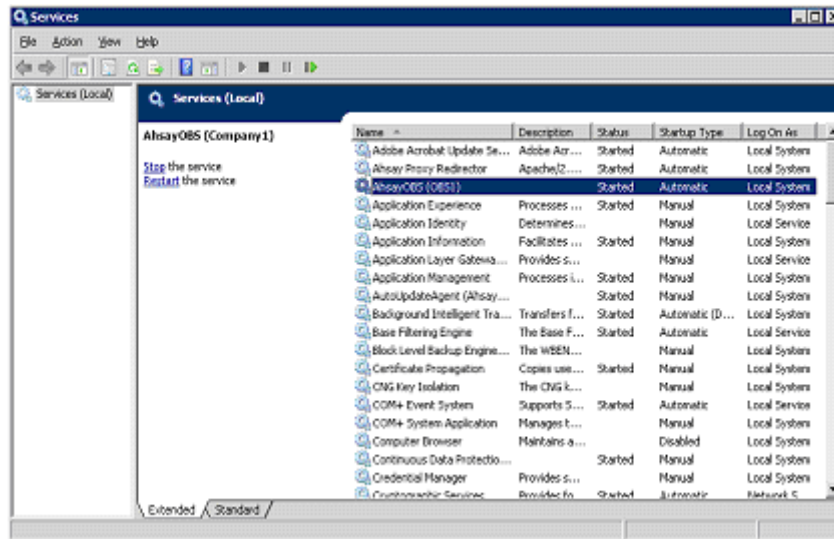 Services
File Action View Help
Services (Local)
Services (Local)
AhsayOBS (Company1)
Stop the service
Restart the service
Name Description Status Startup Type Log On As
Adobe Acrobat Update Se... Adobe Acr... Started Automatic Local System
Ahsay Proxy Redirector Apache/2.... Started Automatic Local System
AhsayOBS (OBS1) Started Automatic Local System
Application Experience Processes ... Started Manual Local System
Application Identity Determines... Manual Local Service
Application Information Facilitates ... Started Manual Local System
Application Layer Gatewa... Provides s... Manual Local Service
Application Management Processes i... Started Manual Local System
AutoUpdateAgent (Ahsay.... Started Manual Local System
Background Intelligent Tra... Transfers f... Started Automatic (D... Local System
Base Filtering Engine The Base F... Started Automatic Local Service
Block Level Backup Engine... The WBEN... Manual Local System
Certificate Propagation Copies use... Started Manual Local System
CNG Key Isolation The CNG k... Manual Local System
COM+ Event System Supports S... Started Automatic Local Service
COM+ System Application Manages t... Manual Local System
Computer Browser Maintains a... Disabled Local System
Continuous Data Protectio... Started Manual Local System
Credential Manager Provides s... Manual Local System
Cryptographic Services Provides fo... Started Automatic Network S...
Extended Standard